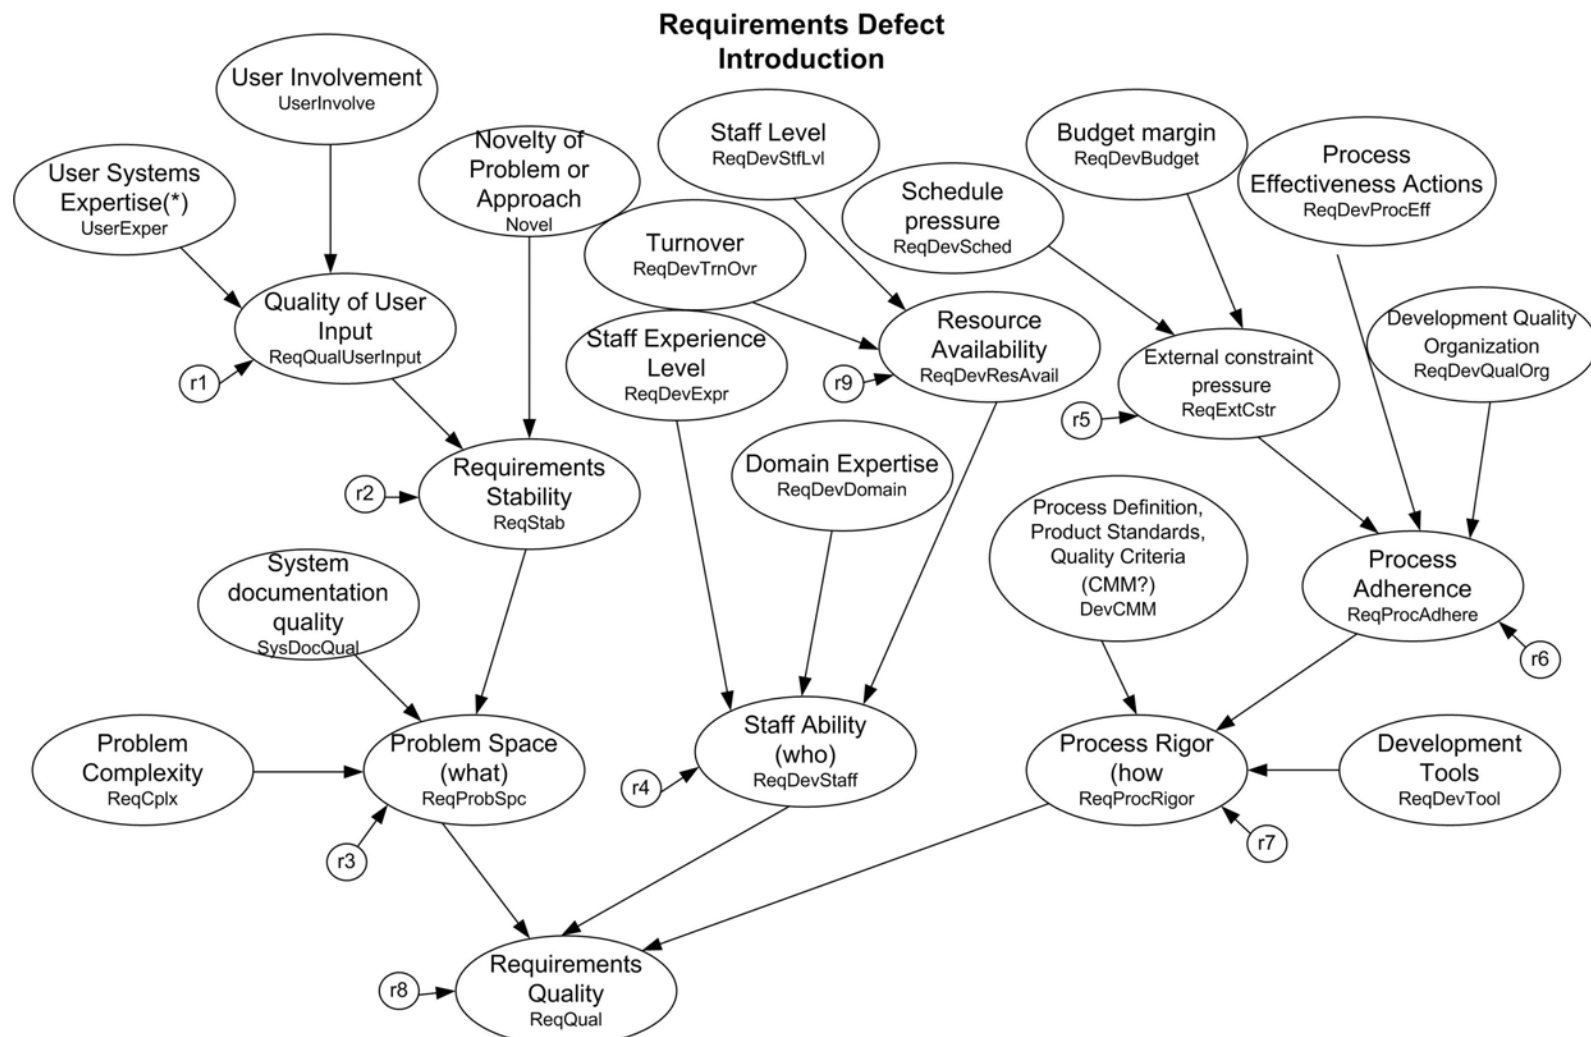 Requirements Defect
Introduction
User Involvement
UserInvolve
User Systems
Expertise(*)
UserExper
Novelty of
Problem or
Approach
Novel
Staff Level
ReqDevStfLvl
Turnover
ReqDevTrnOvr
Schedule
pressure
ReqDevSched
Budget margin
ReqDevBudget
Process
Effectiveness Actions
ReqDevProcEff
Quality of User
Input
ReqQualUserInput
r1
Staff Experience
Level
ReqDevExpr
Resource
Availability
ReqDevResAvail
r9
External constraint
pressure
ReqExtCstr
r5
Development Quality
Organization
ReqDevQualOrg
Requirements
Stability
ReqStab
r2
Domain Expertise
ReqDevDomain
Process Definition,
Product Standards,
Quality Criteria
(CMM?)
DevCMM
Process
Adherence
ReqProcAdhere
r6
System
documentation
quality
SysDocQual
Problem
Complexity
ReqCplx
Problem Space
(what)
ReqProbSpc
r3
Staff Ability
(who)
ReqDevStaff
r4
Process Rigor
(how
ReqProcRigor
r7
Development
Tools
ReqDevTool
Requirements
Quality
ReqQual
r8